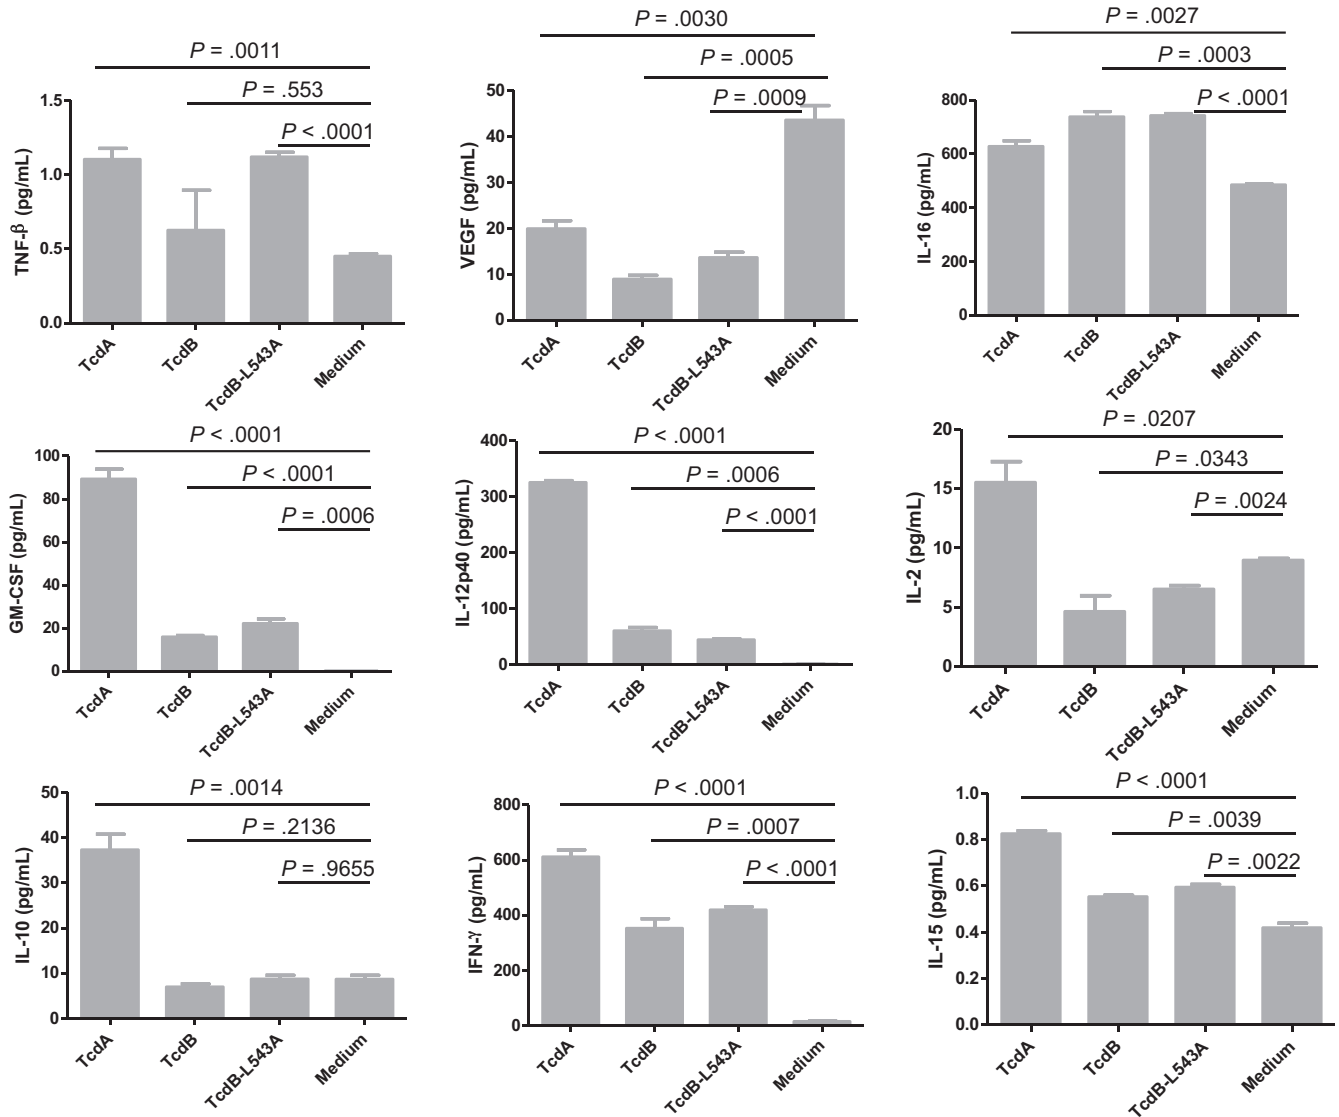 P = .0011
P = .553
P < .0001
TNF-β (pg/mL)
1.5
1.0
0.5
0.0
TcdA
TcdB
TcdB-L543A
Medium
P = .0030
P = .0005
P = .0009
VEGF (pg/mL)
50
40
30
20
10
0
TcdA
TcdB
TcdB-L543A
Medium
P = .0027
P = .0003
P < .0001
IL-16 (pg/mL)
800
600
400
200
0
TcdA
TcdB
TcdB-L543A
Medium
P < .0001
P < .0001
P = .0006
GM-CSF (pg/mL)
100
80
60
40
20
0
TcdA
TcdB
TcdB-L543A
Medium
P < .0001
P = .0006
P < .0001
IL-12p40 (pg/mL)
400
300
200
100
0
TcdA
TcdB
TcdB-L543A
Medium
P = .0207
P = .0343
P = .0024
IL-2 (pg/mL)
20
15
10
5
0
TcdA
TcdB
TcdB-L543A
Medium
P = .0014
P = .2136
P = .9655
IL-10 (pg/mL)
50
40
30
20
10
0
TcdA
TcdB
TcdB-L543A
Medium
P < .0001
P = .0007
P < .0001
IFN-γ (pg/mL)
800
600
400
200
0
TcdA
TcdB
TcdB-L543A
Medium
P < .0001
P = .0039
P = .0022
IL-15 (pg/mL)
1.0
0.8
0.6
0.4
0.2
0.0
TcdA
TcdB
TcdB-L543A
Medium